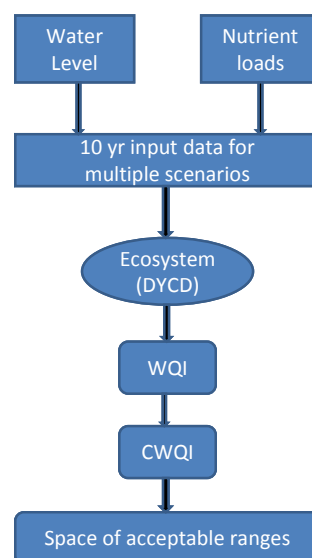 Water
Level
Nutrient
loads
10 yr input data for
multiple scenarios
Ecosystem
(DYCD)
WQI
CWQI
Space of acceptable ranges